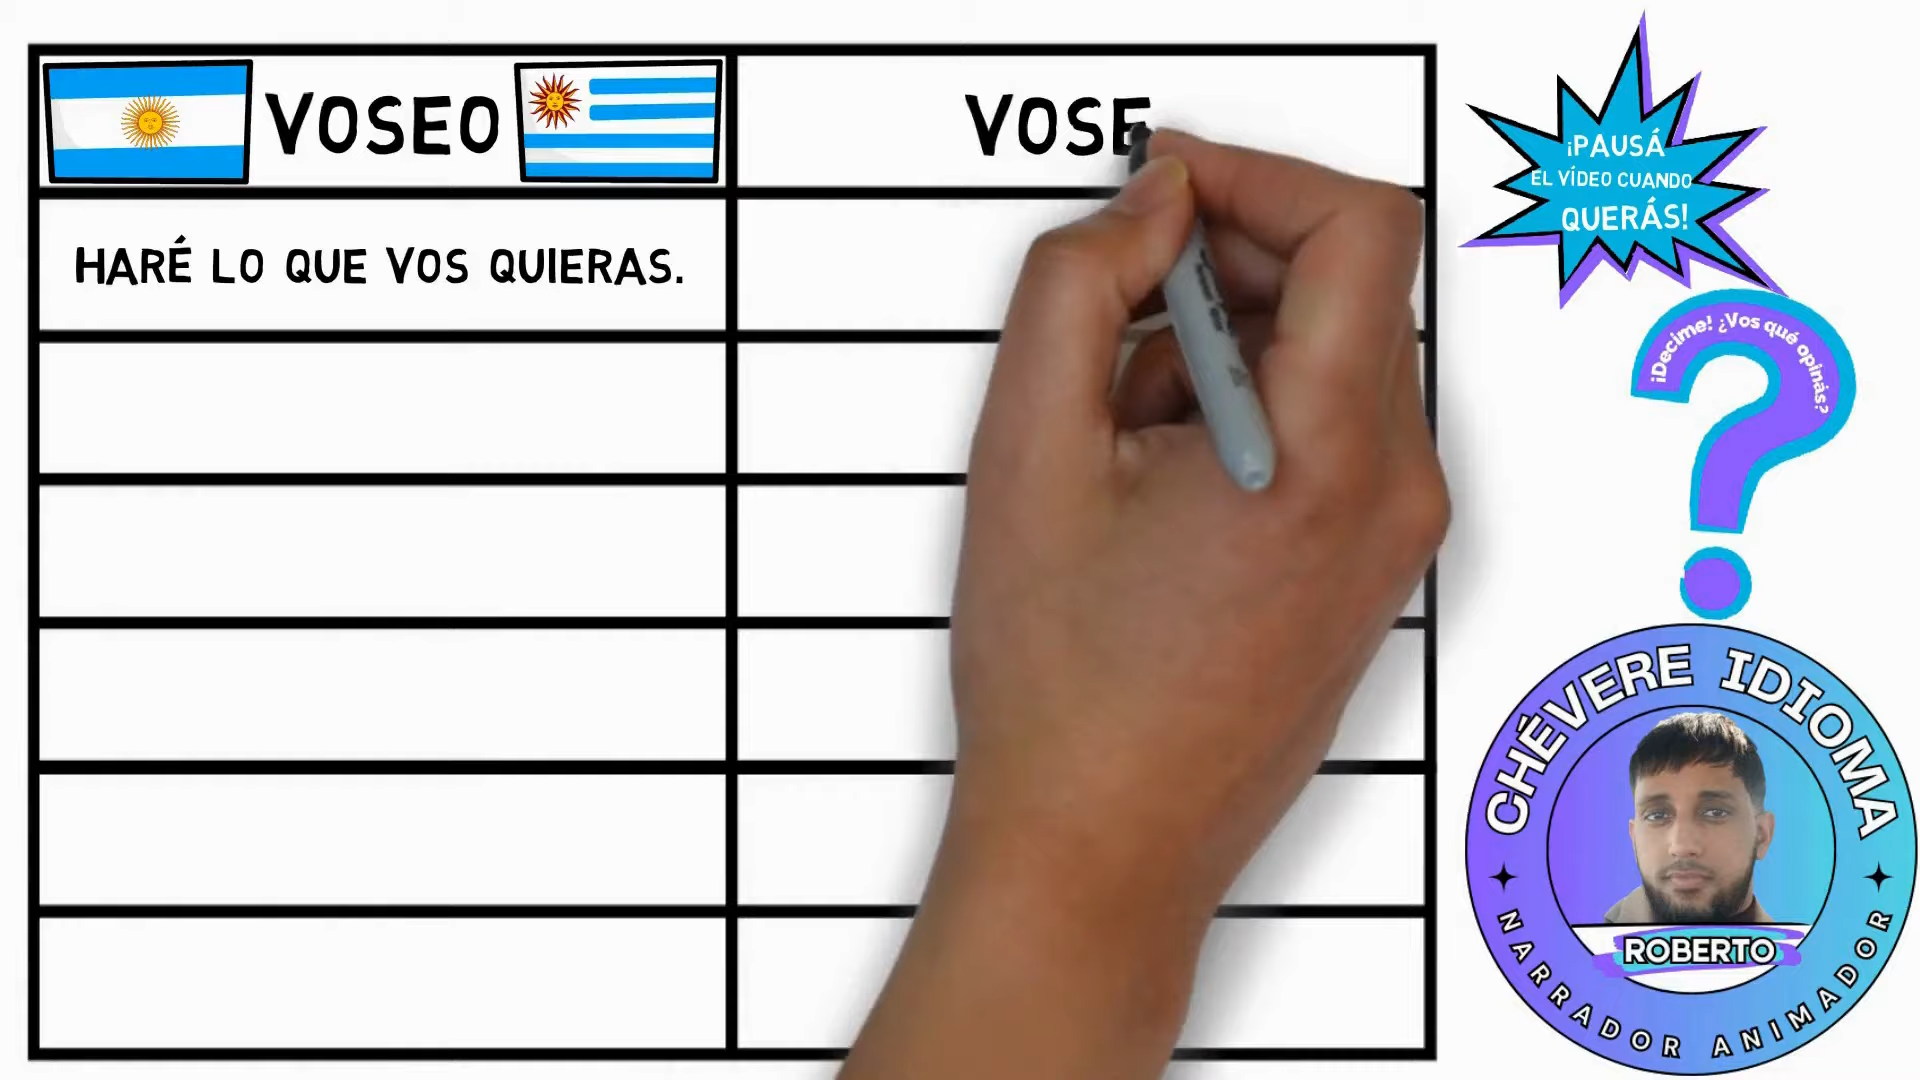 VOSEO
VOSE
HARÉ LO QUE VOS QUIERAS.
¡PAUSÁ
EL VÍDEO CUANDO
QUERÁS!
¡Decime! ¿Vos qué opinás?
CHÉVERE IDIOMA
ROBERTO
NARRADOR ANIMADOR